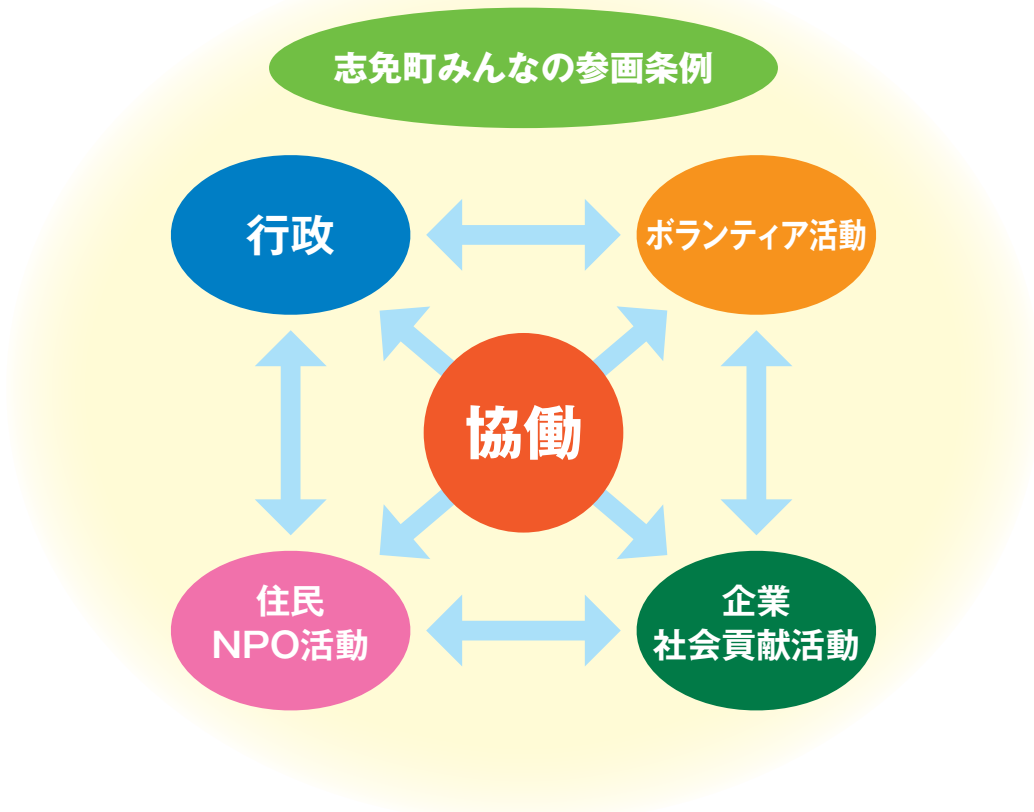 志免町みんなの参画条例
行政
ボランティア活動
協働
住民
NPO活動
企業
社会貢献活動